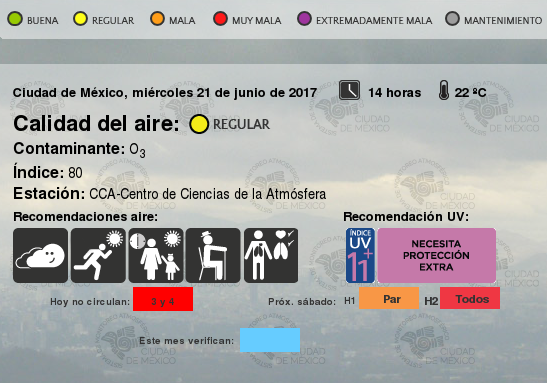 BUENA REGULAR MALA MUY MALA EXTREMADAMENTE MALA MANTENIMIENTO
Ciudad de México, miércoles 21 de junio de 2017 14 horas 22 ºC
Calidad del aire: REGULAR
Contaminante: O3
Índice: 80
Estación: CCA-Centro de Ciencias de la Atmósfera
Recomendaciones aire: Recomendación UV:
ÍNDICE
UV
11+
NECESITA
PROTECCIÓN
EXTRA
Hoy no circulan: 3 y 4 Próx. sábado: H1 Par H2 Todos
Este mes verifican: